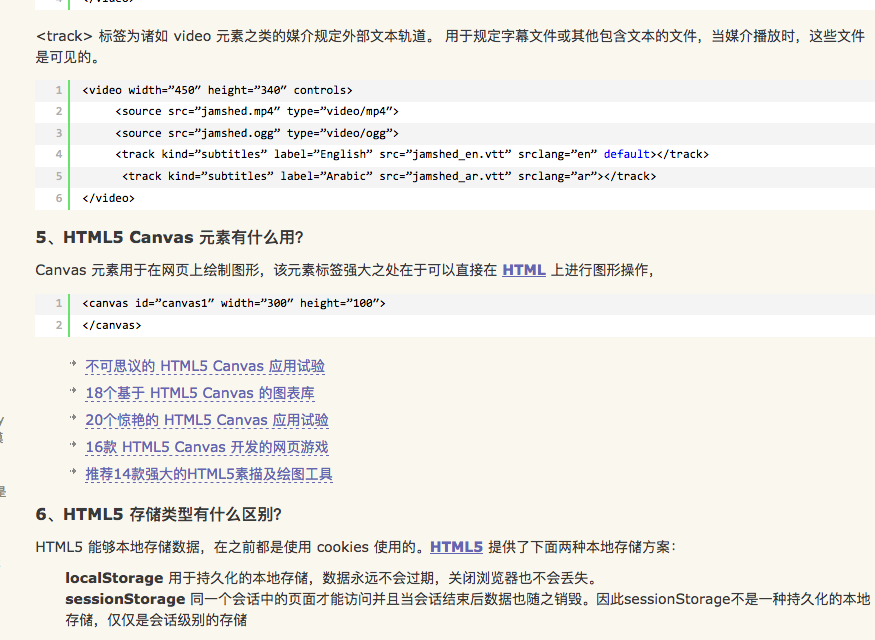 <track> 标签为诸如 video 元素之类的媒介规定外部文本轨道。 用于规定字幕文件或其他包含文本的文件，当媒介播放时，这些文件
是可见的。
1 <video width=”450” height=”340” controls>
2 <source src=”jamshed.mp4” type=”video/mp4”>
3 <source src=”jamshed.ogg” type=”video/ogg”>
4 <track kind=”subtitles” label=”English” src=”jamshed_en.vtt” srclang=”en” default></track>
5 <track kind=”subtitles” label=”Arabic” src=”jamshed_ar.vtt” srclang=”ar”></track>
6 </video>
5、HTML5 Canvas 元素有什么用？
Canvas 元素用于在网页上绘制图形，该元素标签强大之处在于可以直接在 HTML 上进行图形操作，
1 <canvas id=”canvas1” width=”300” height=”100”>
2 </canvas>
不可思议的 HTML5 Canvas 应用试验
18个基于 HTML5 Canvas 的图表库
20个惊艳的 HTML5 Canvas 应用试验
16款 HTML5 Canvas 开发的网页游戏
推荐14款强大的HTML5素描及绘图工具
6、HTML5 存储类型有什么区别？
HTML5 能够本地存储数据，在之前都是使用 cookies 使用的。HTML5 提供了下面两种本地存储方案：
localStorage 用于持久化的本地存储，数据永远不会过期，关闭浏览器也不会丢失。
sessionStorage 同一个会话中的页面才能访问并且当会话结束后数据也随之销毁。因此sessionStorage不是一种持久化的本地
存储，仅仅是会话级别的存储